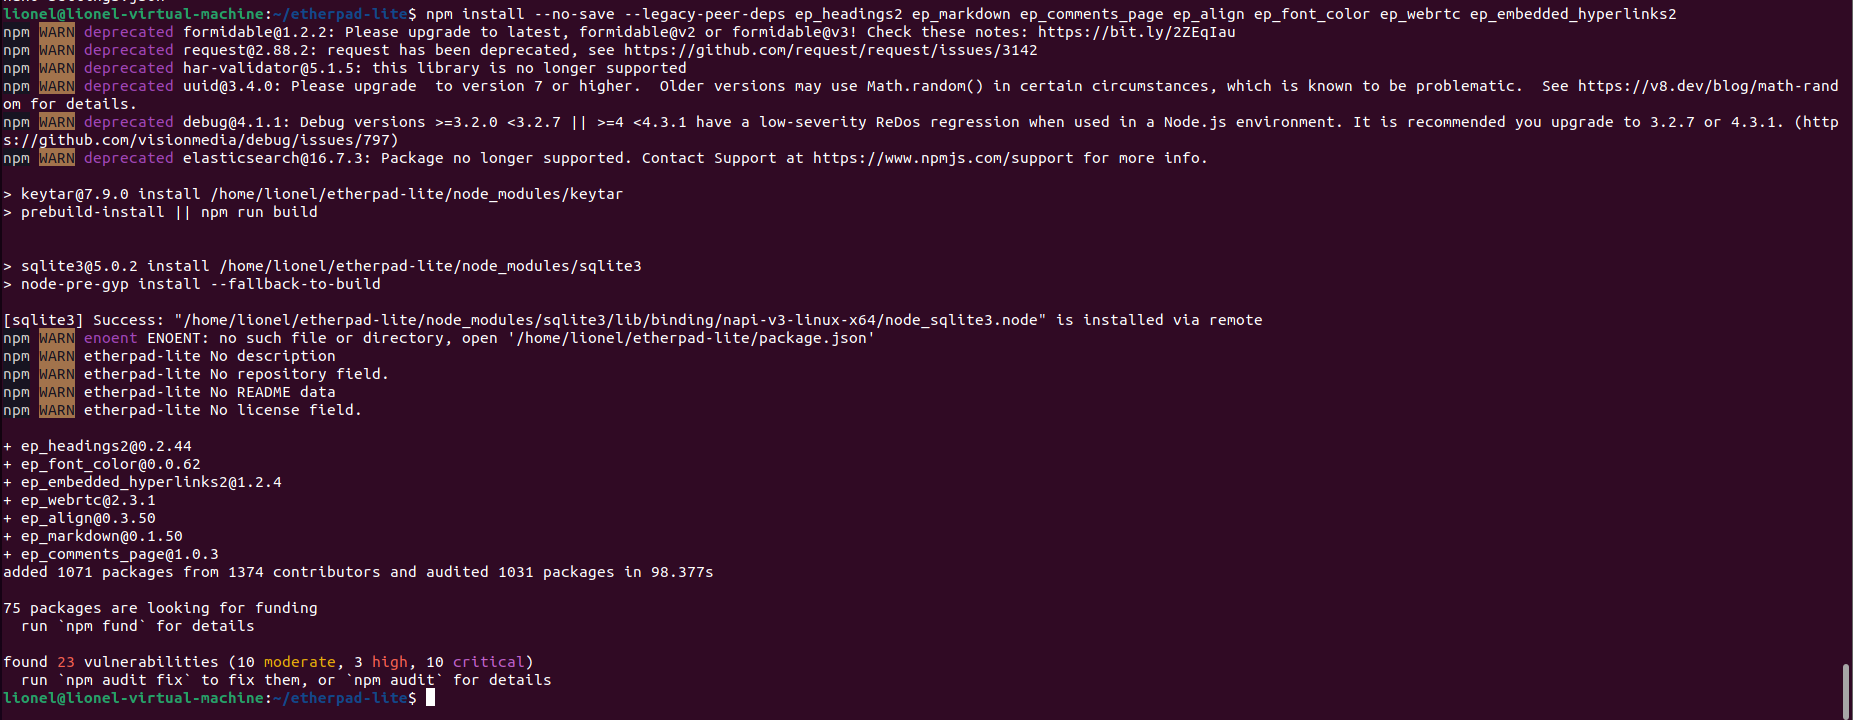 lionel@lionel-virtual-machine:~/etherpad-lite$ npm install --no-save --legacy-peer-deps ep_headings2 ep_markdown ep_comments_page ep_align ep_font_color ep_webrtc ep_embedded_hyperlinks2
npm WARN deprecated formidable@1.2.2: Please upgrade to latest, formidable@v2 or formidable@v3! Check these notes: https://bit.ly/2ZEqIau
npm WARN deprecated request@2.88.2: request has been deprecated, see https://github.com/request/request/issues/3142
npm WARN deprecated har-validator@5.1.5: this library is no longer supported
npm WARN deprecated uuid@3.4.0: Please upgrade  to version 7 or higher.  Older versions may use Math.random() in certain circumstances, which is known to be problematic.  See https://v8.dev/blog/math-rand
om for details.
npm WARN deprecated debug@4.1.1: Debug versions >=3.2.0 <3.2.7 || >=4 <4.3.1 have a low-severity ReDos regression when used in a Node.js environment. It is recommended you upgrade to 3.2.7 or 4.3.1. (http
s://github.com/visionmedia/debug/issues/797)
npm WARN deprecated elasticsearch@16.7.3: Package no longer supported. Contact Support at https://www.npmjs.com/support for more info.
> keytar@7.9.0 install /home/lionel/etherpad-lite/node_modules/keytar
> prebuild-install || npm run build
> sqlite3@5.0.2 install /home/lionel/etherpad-lite/node_modules/sqlite3
> node-pre-gyp install --fallback-to-build
[sqlite3] Success: "/home/lionel/etherpad-lite/node_modules/sqlite3/lib/binding/napi-v3-linux-x64/node_sqlite3.node" is installed via remote
npm WARN enoent ENOENT: no such file or directory, open '/home/lionel/etherpad-lite/package.json'
npm WARN etherpad-lite No description
npm WARN etherpad-lite No repository field.
npm WARN etherpad-lite No README data
npm WARN etherpad-lite No license field.
+ ep_headings2@0.2.44
+ ep_font_color@0.0.62
+ ep_embedded_hyperlinks2@1.2.4
+ ep_webrtc@2.3.1
+ ep_align@0.3.50
+ ep_markdown@0.1.50
+ ep_comments_page@1.0.3
added 1071 packages from 1374 contributors and audited 1031 packages in 98.377s
75 packages are looking for funding
  run `npm fund` for details
found 23 vulnerabilities (10 moderate, 3 high, 10 critical)
  run `npm audit fix` to fix them, or `npm audit` for details
lionel@lionel-virtual-machine:~/etherpad-lite$